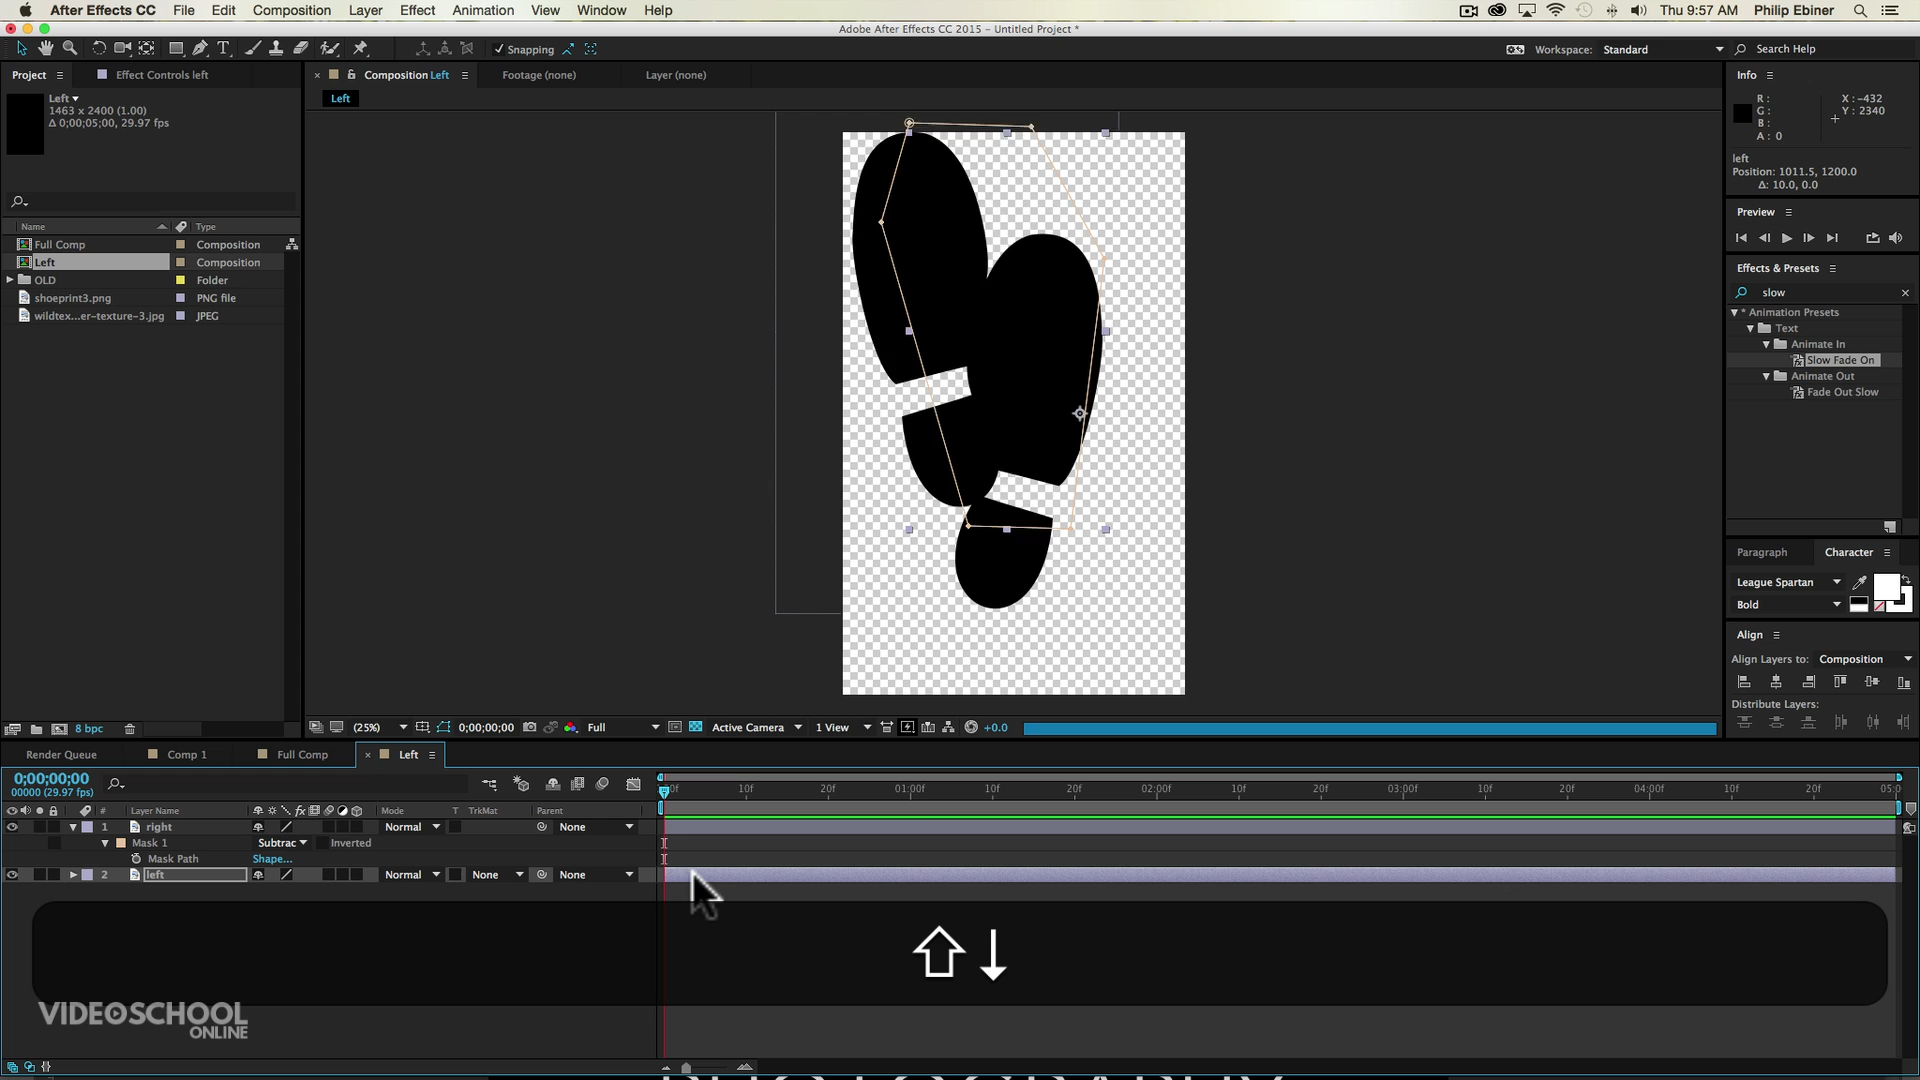 After Effects CC File Edit Composition Layer Effect Animation View Window Help Thu 9:57 AM Philip Ebiner
Adobe After Effects CC 2015 - Untitled Project *
Snapping Workspace: Standard Search Help
Project Effect Controls left Composition Left Footage (none) Layer (none) Info
Left
Left
1463 x 2400 (1.00)
Δ 0;00;05;00, 29.97 fps
R: X: -432
G: Y: 2340
B:
A: 0
left
Position: 1011.5, 1200.0
Δ: 10.0, 0.0
Preview
Name Type
Full Comp Composition
Left Composition
OLD Folder
shoeprint3.png PNG file
wildtex...er-texture-3.jpg JPEG
Effects & Presets
slow
* Animation Presets
Text
Animate In
Slow Fade On
Animate Out
Fade Out Slow
Paragraph Character
League Spartan
Bold
Align
Align Layers to: Composition
Distribute Layers:
8 bpc (25%) 0;00;00;00 Full Active Camera 1 View +0.0
Render Queue Comp 1 Full Comp Left
0;00;00;00
00000 (29.97 fps)
10f 20f 01:00f 10f 20f 02:00f 10f 20f 03:00f 10f 20f 04:00f 10f 20f 05:0
# Layer Name Mode T TrkMat Parent
1 right Normal None
Mask 1 Subtrac Inverted
Mask Path Shape...
2 left Normal None None
VIDEOSCHOOL
ONLINE